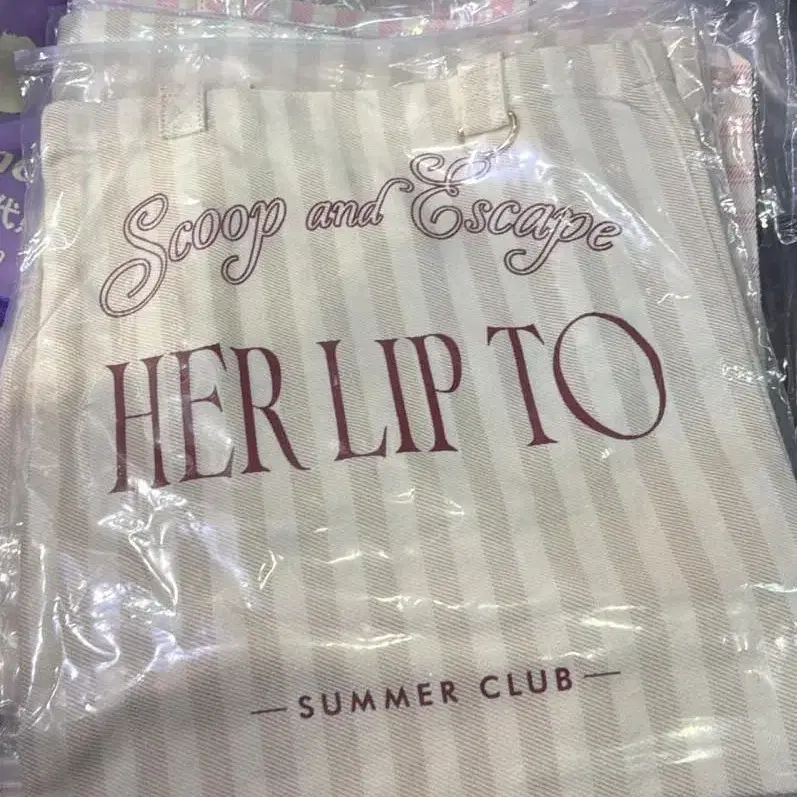 Scoop and Escape
HER LIP TO
— SUMMER CLUB —